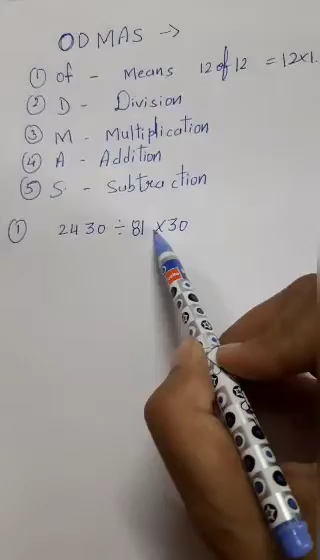 ODMAS →
① Of - Means 12 of 12 = 12×1
② D - Division
③ M - Multiplication
④ A - Addition
⑤ S - Subtraction
① 2430 ÷ 81 × 30
cello